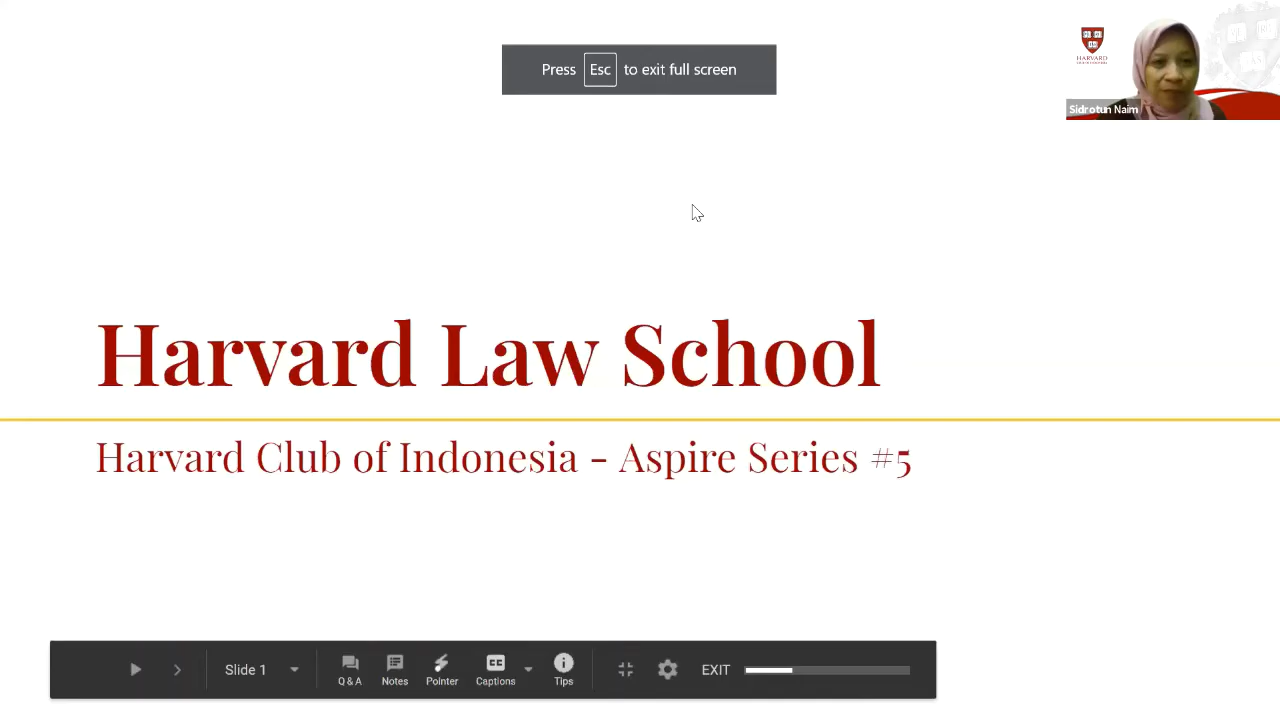 Press Esc to exit full screen
HARVARD
Sidrotun Naim
Harvard Law School
Harvard Club of Indonesia - Aspire Series #5
Slide 1
Q & A
Notes
Pointer
Captions
Tips
EXIT